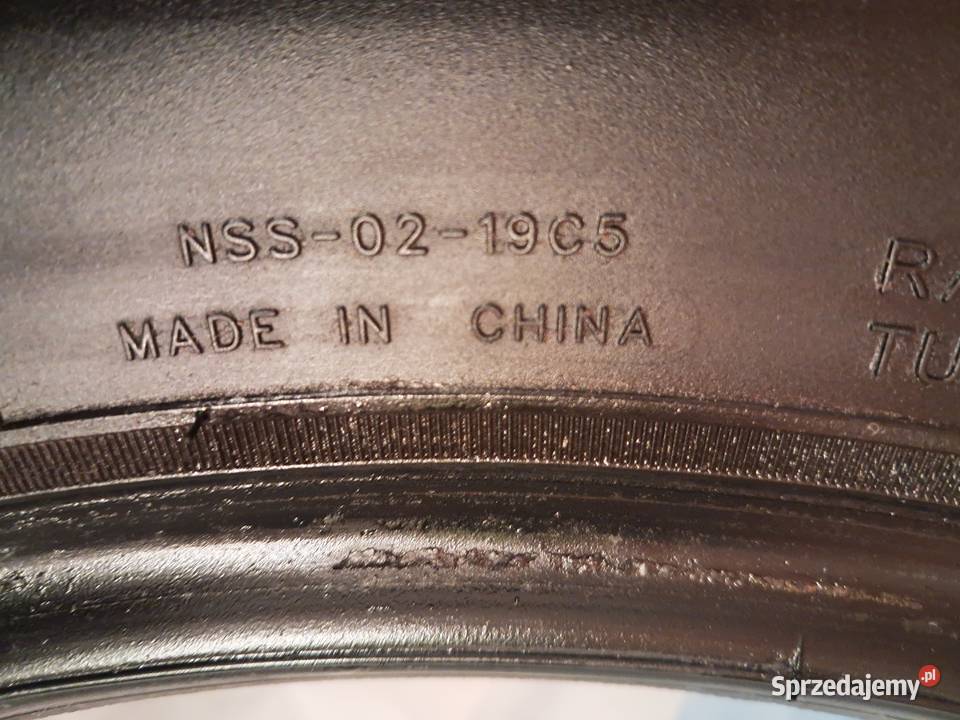 NSS-02-19C5
MADE IN CHINA
Sprzedajemy.pl